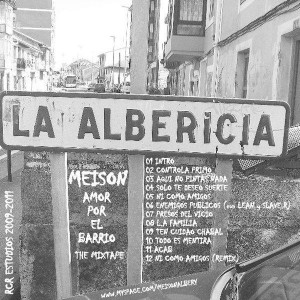 LA ALBERICIA
MEISON
AMOR
POR
EL
BARRIO
THE MIXTAPE
01 INTRO
02 CONTROLA PRIMO
03 AQUI NO PINTAS NADA
04 SOLO TE DESEO SUERTE
05 NI COMO AMIGOS
06 ENEMIGOS PUBLICOS (CON LEAN Y SLAVE.R)
07 PRESOS DEL VICIO
08 LA FAMILIA
09 TEN CUIDAO CHABAL
10 TODO ES MENTIRA
11 ACAB
12 NI COMO AMIGOS (REMIX)
WWW.MYSPACE.COM/MEISONALBERY
RCR ESTUDIOS 2009-2011